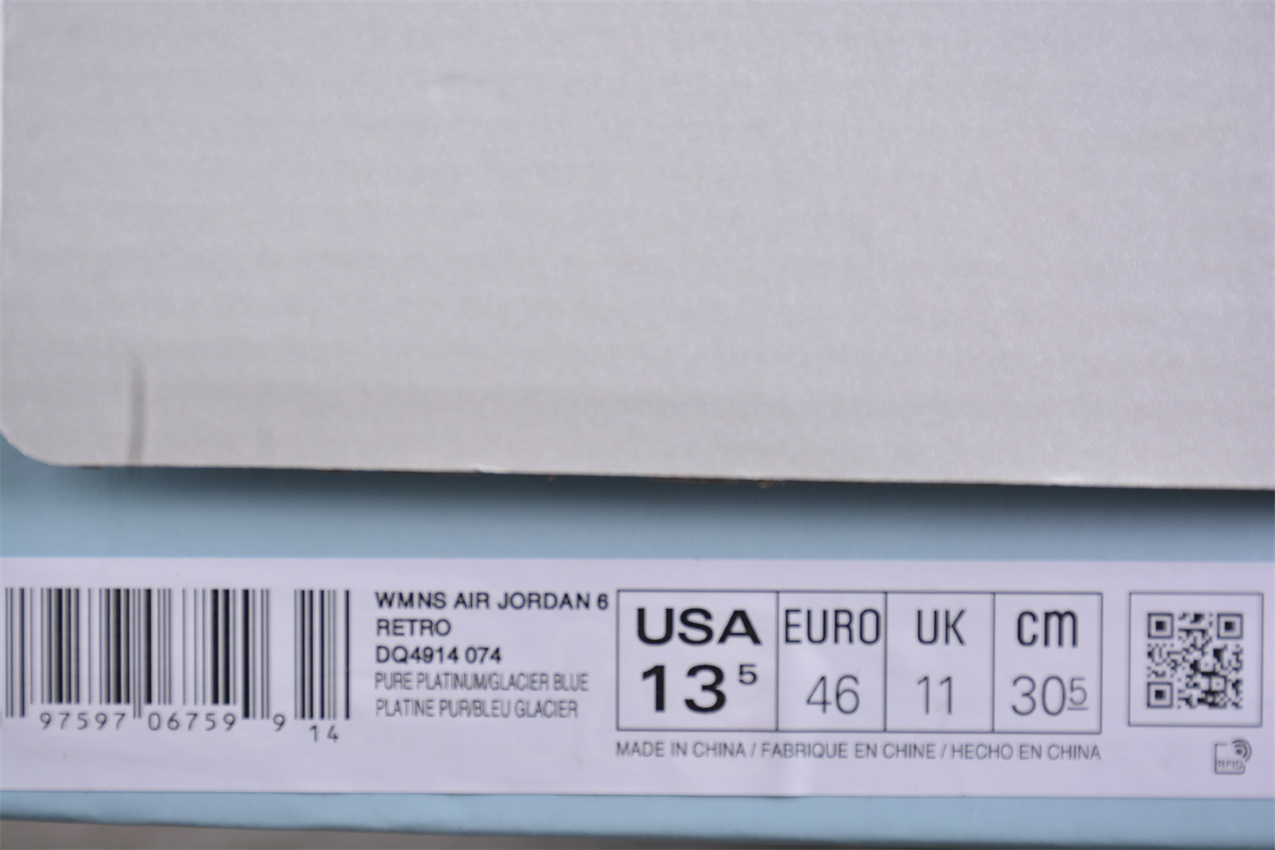 97597 06759 9 14
WMNS AIR JORDAN 6
RETRO
DQ4914 074
PURE PLATINUM/GLACIER BLUE
PLATINE PUR/BLEU GLACIER
USA EURO UK cm
13 5 46 11 30 5
MADE IN CHINA / FABRIQUE EN CHINE / HECHO EN CHINA
RFID